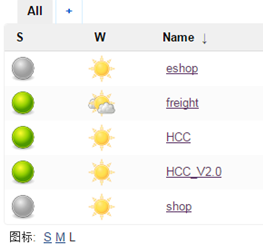 All +
S W Name ↓
eshop
freight
HCC
HCC_V2.0
shop
图标: S M L